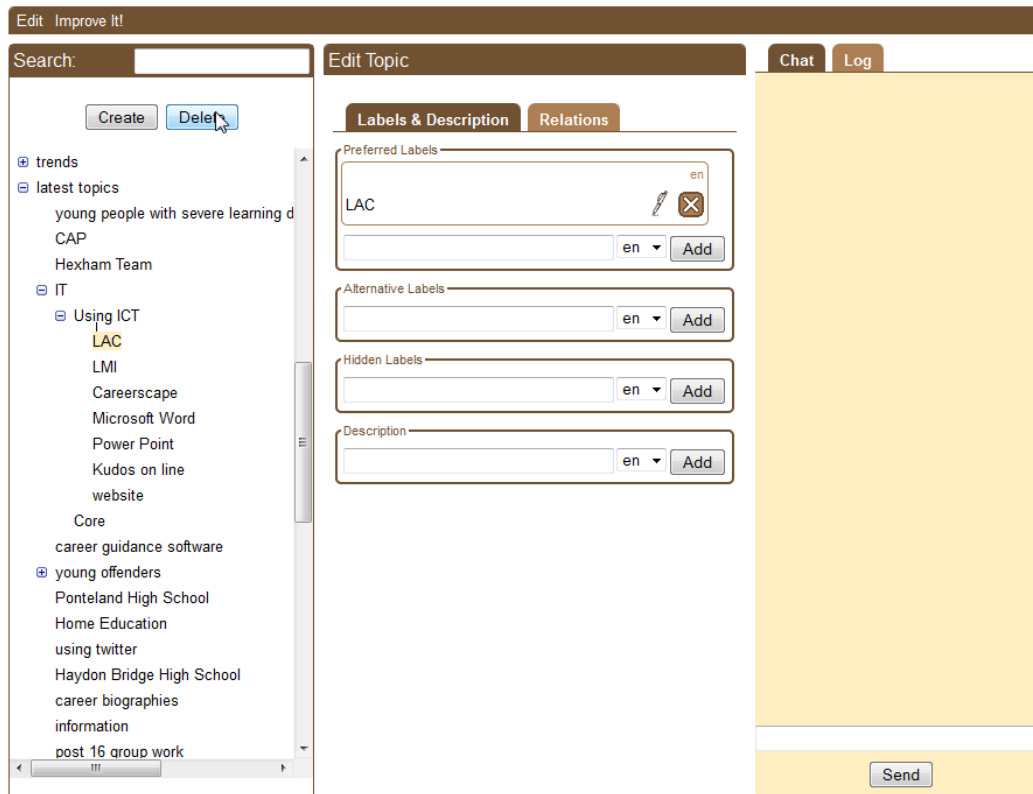 Edit Improve It!
Search:
Create Delete
trends
latest topics
young people with severe learning d
CAP
Hexham Team
IT
Using ICT
LAC
LMI
Careerscape
Microsoft Word
Power Point
Kudos on line
website
Core
career guidance software
young offenders
Ponteland High School
Home Education
using twitter
Haydon Bridge High School
career biographies
information
post 16 group work
Edit Topic
Labels & Description Relations
Preferred Labels
en
LAC
en Add
Alternative Labels
en Add
Hidden Labels
en Add
Description
en Add
Chat Log
Send